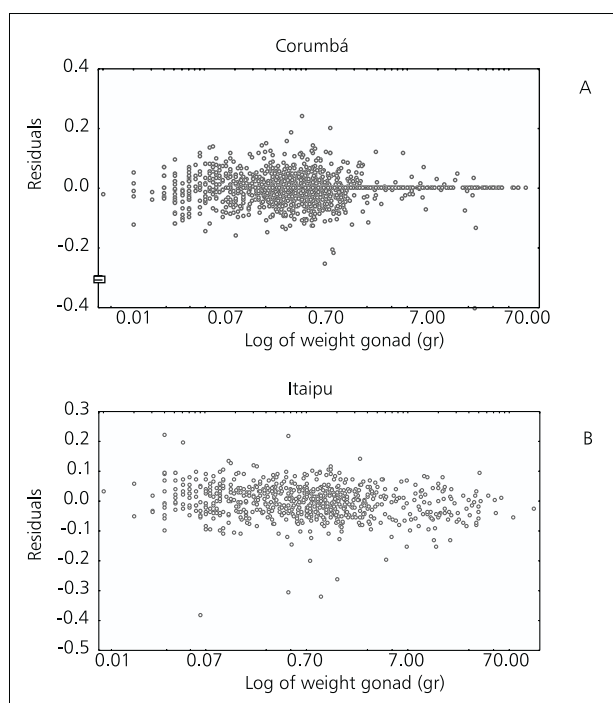 Corumbá
A
0.4
0.2
0.0
-0.2
-0.4
Residuals
0.01 0.07 0.70 7.00 70.00
Log of weight gonad (gr)
Itaipu
B
0.3
0.2
0.1
0.0
-0.1
-0.2
-0.3
-0.4
-0.5
Residuals
0.01 0.07 0.70 7.00 70.00
Log of weight gonad (gr)